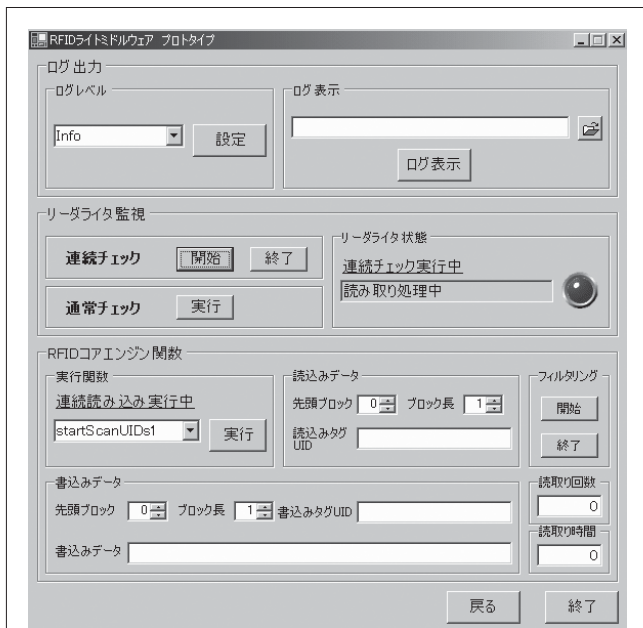 RFIDライトミドルウェア プロトタイプ
ログ出力
ログレベル
Info
設定
ログ表示
ログ表示
リーダライタ監視
連続チェック
開始
終了
通常チェック
実行
リーダライタ状態
連続チェック実行中
読み取り処理中
RFIDコアエンジン関数
実行関数
連続読み込み実行中
startScanUIDs1
実行
読込みデータ
先頭ブロック 0 ブロック長 1
読込みタグ
UID
フィルタリング
開始
終了
書込みデータ
先頭ブロック 0 ブロック長 1 書込みタグUID
書込みデータ
読取り回数
0
読取り時間
0
戻る
終了